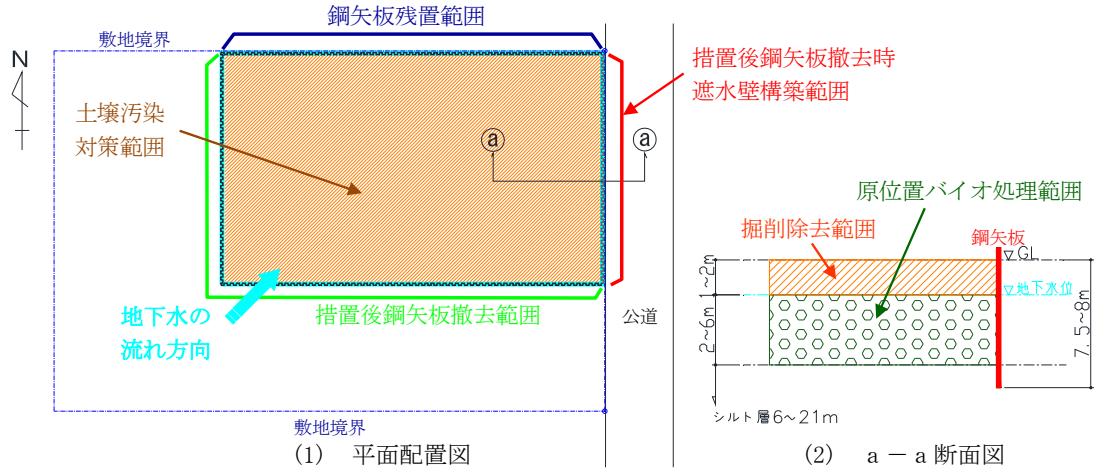 鋼矢板残置範囲
敷地境界
N
措置後鋼矢板撤去時
遮水壁構築範囲
土壌汚染
対策範囲
a
a
原位置バイオ処理範囲
掘削除去範囲
鋼矢板
GL
1~2m
地下水位
2~6m
7.5~8m
地下水の
流れ方向
措置後鋼矢板撤去範囲
公道
シルト層6~21m
敷地境界
(1) 平面配置図
(2) a-a断面図